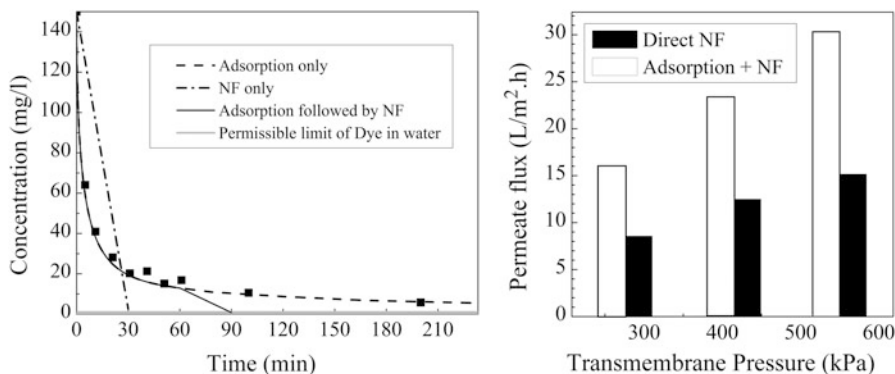 Concentration (mg/l)
140
120
100
80
60
40
20
0
Adsorption only
NF only
Adsorption followed by NF
Permissible limit of Dye in water
0 30 60 90 120 150 180 210
Time (min)
Permeate flux (L/m².h)
30
25
20
15
10
5
0
Direct NF
Adsorption + NF
300 400 500 600
Transmembrane Pressure (kPa)